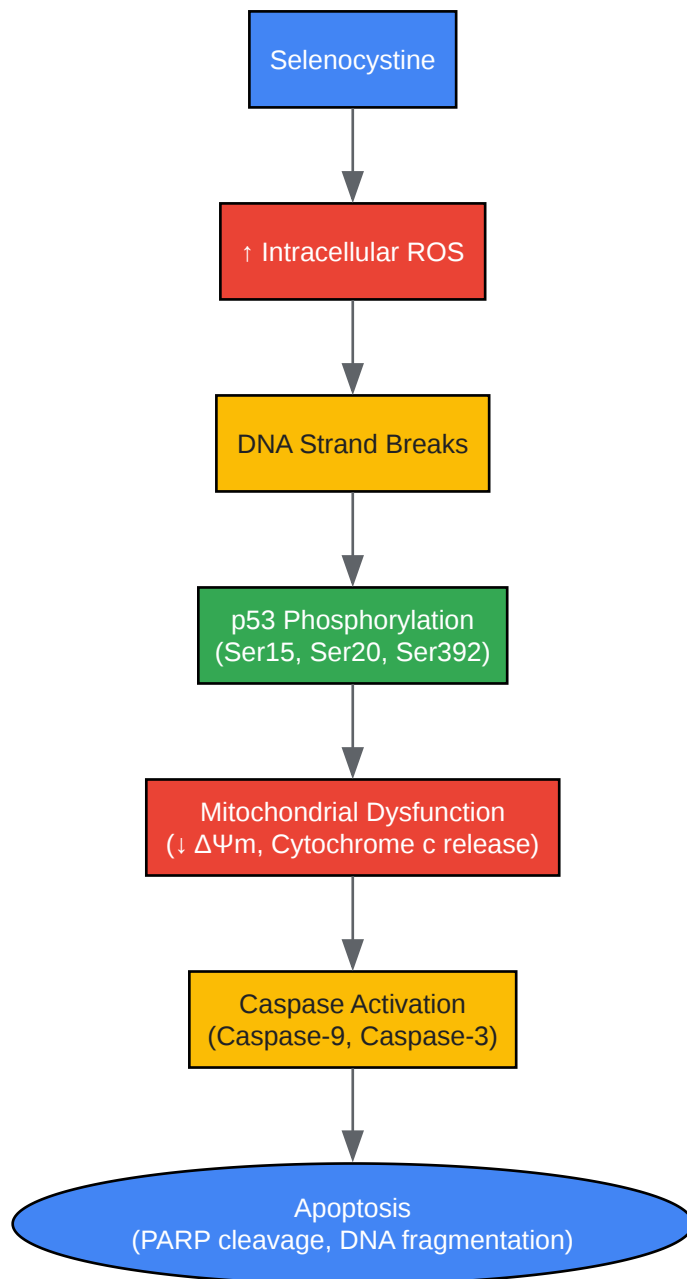 Selenocystine
↑ Intracellular ROS
DNA Strand Breaks
p53 Phosphorylation
(Ser15, Ser20, Ser392)
Mitochondrial Dysfunction
(↓ ΔΨm, Cytochrome c release)
Caspase Activation
(Caspase-9, Caspase-3)
Apoptosis
(PARP cleavage, DNA fragmentation)